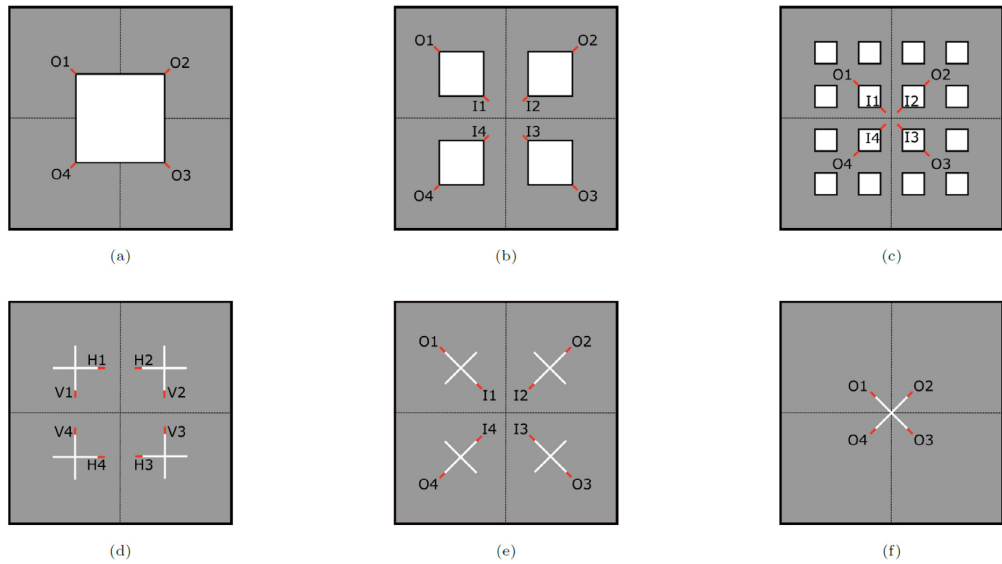 O1 O2
O4 O3
(a)
O1 O2
I1 I2
I4 I3
O4 O3
(b)
O1 O2
I1 I2
I4 I3
O4 O3
(c)
H1 H2
V1 V2
V4 V3
H4 H3
(d)
O1 O2
I1 I2
I4 I3
O4 O3
(e)
O1 O2
O4 O3
(f)